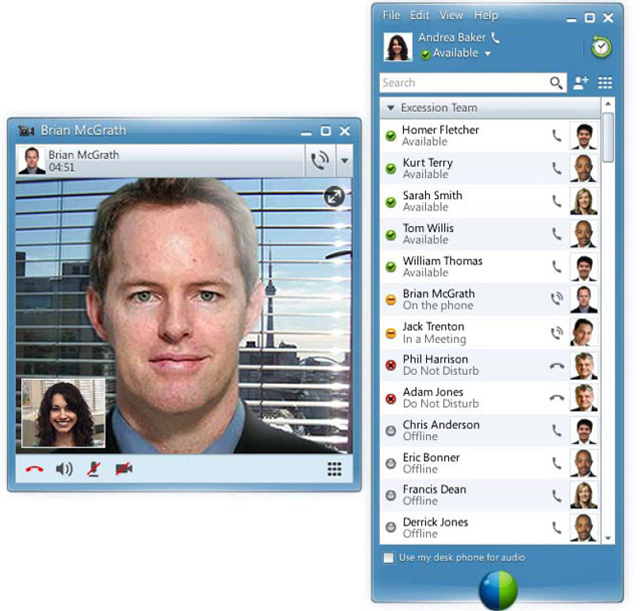 Brian McGrath
Brian McGrath
04:51
File Edit View Help
Andrea Baker
Available
Search
Excession Team
Homer Fletcher
Available
Kurt Terry
Available
Sarah Smith
Available
Tom Willis
Available
William Thomas
Available
Brian McGrath
On the phone
Jack Trenton
In a Meeting
Phil Harrison
Do Not Disturb
Adam Jones
Do Not Disturb
Chris Anderson
Offline
Eric Bonner
Offline
Francis Dean
Offline
Derrick Jones
Offline
Use my desk phone for audio